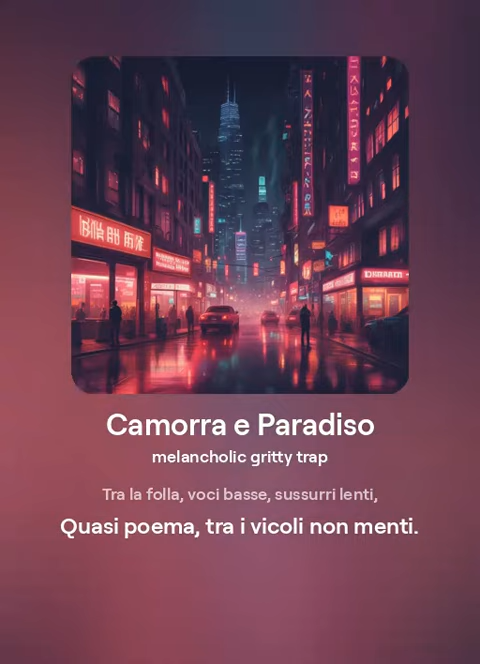 Camorra e Paradiso
melancholic gritty trap
Tra la folla, voci basse, sussurri lenti,
Quasi poema, tra i vicoli non menti.